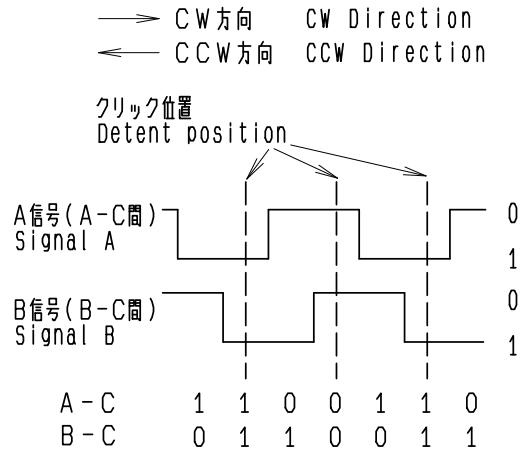 CW方向 CW Direction
CCW方向 CCW Direction
クリック位置
Detent position
A信号(A-C間)
Signal A
0
1
B信号(B-C間)
Signal B
0
1
A-C 1 1 0 0 1 1 0
B-C 0 1 1 0 0 1 1